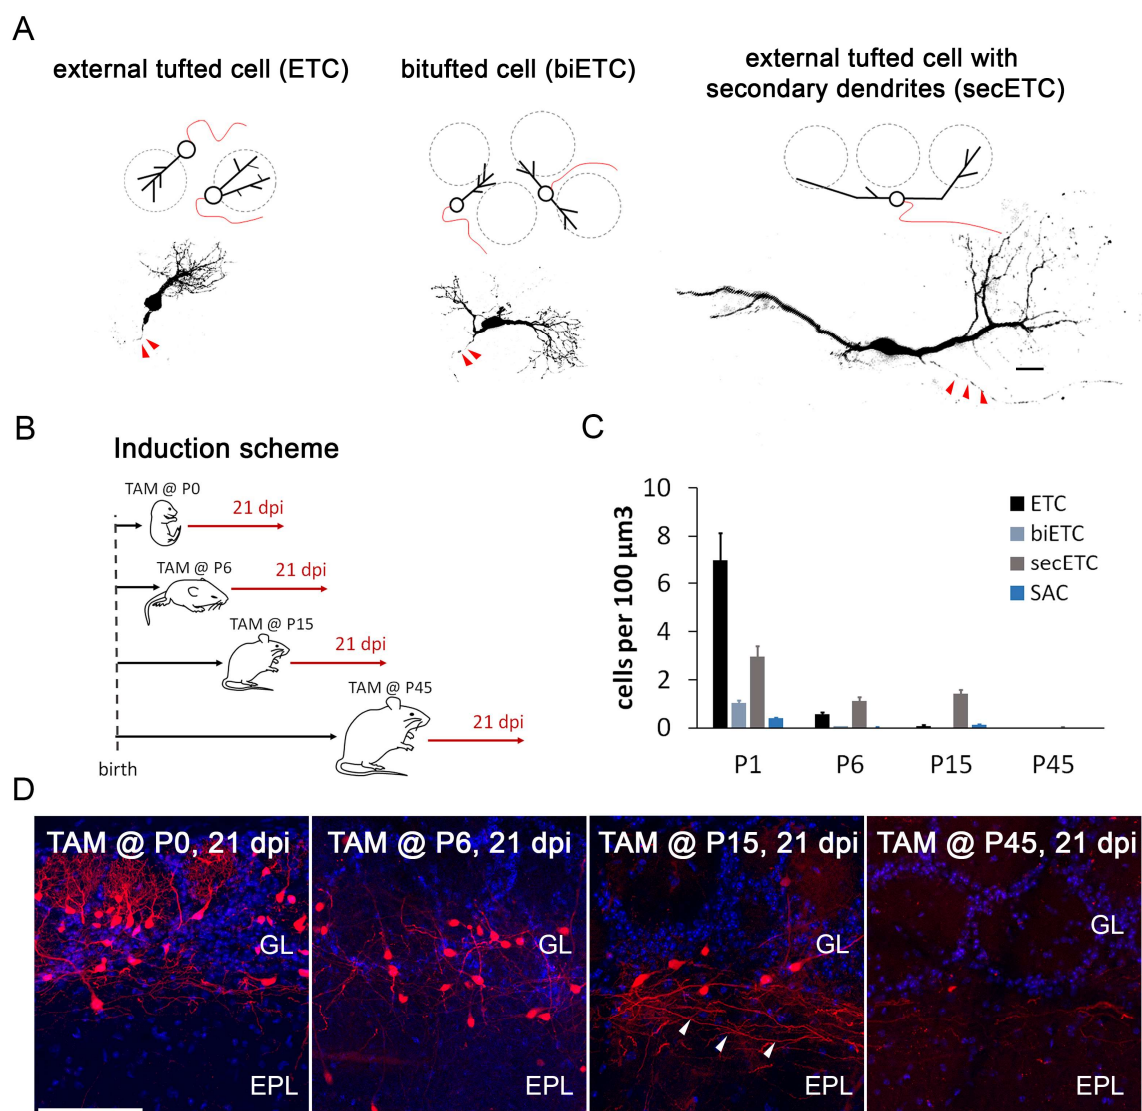 A
external tufted cell (ETC)
bitufted cell (biETC)
external tufted cell with
secondary dendrites (secETC)
B
Induction scheme
TAM @ P0
21 dpi
TAM @ P6
21 dpi
TAM @ P15
21 dpi
TAM @ P45
21 dpi
birth
C
cells per 100 µm3
10
8
6
4
2
0
ETC
biETC
secETC
SAC
P1
P6
P15
P45
D
TAM @ P0, 21 dpi
GL
EPL
TAM @ P6, 21 dpi
GL
EPL
TAM @ P15, 21 dpi
GL
EPL
TAM @ P45, 21 dpi
GL
EPL